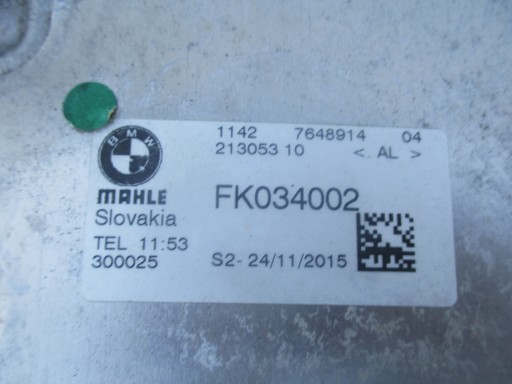 BMW
1142 7648914 04
213053 10 <. AL >
MAHLE
FK034002
Slovakia
TEL 11:53
300025 S2- 24/11/2015